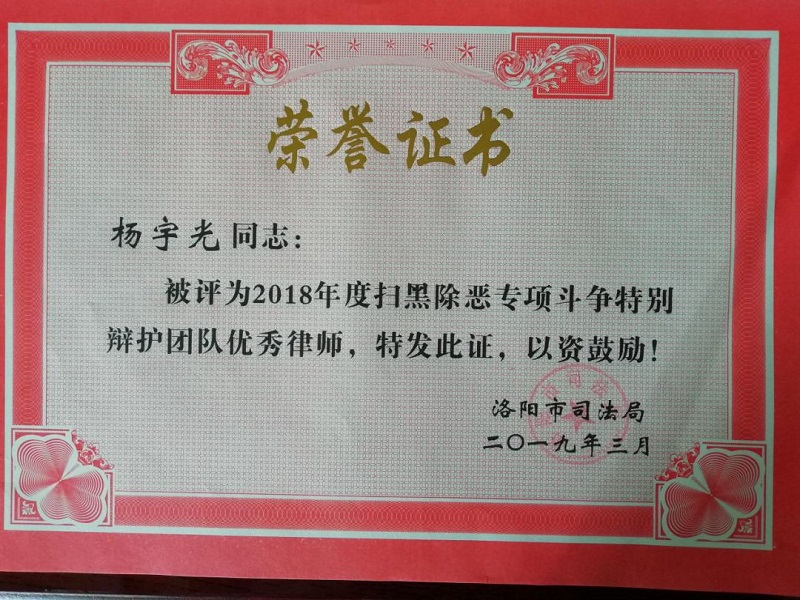 荣誉证书
杨宇光同志：
被评为2018年度扫黑除恶专项斗争特别
辩护团队优秀律师，特发此证，以资鼓励！
洛阳市司法局
二〇一九年三月